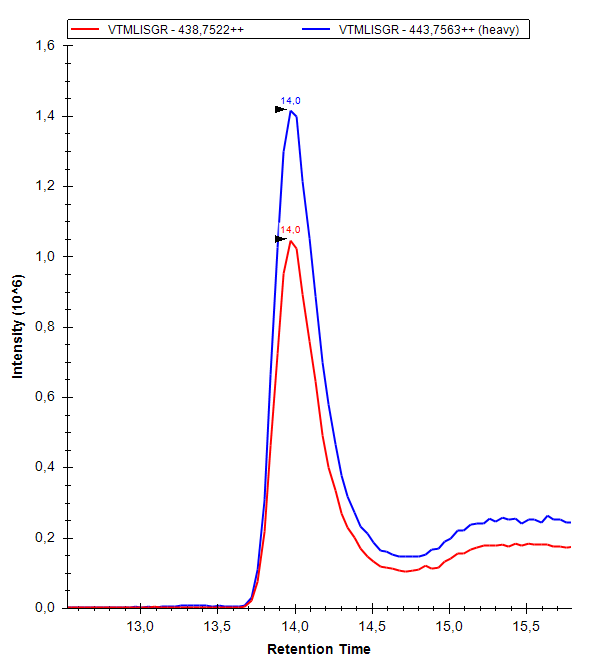 VTMLISGR - 438,7522++ VTMLISGR - 443,7563++ (heavy)
1,6
1,4
1,2
1,0
0,8
0,6
0,4
0,2
0,0
14,0
14,0
Intensity (10^6)
13,0 13,5 14,0 14,5 15,0 15,5
Retention Time